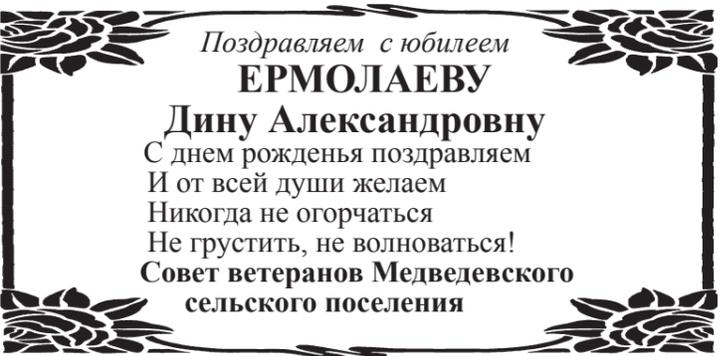 Поздравляем с юбилеем
ЕРМОЛАЕВУ
Дину Александровну
С днем рожденья поздравляем
И от всей души желаем
Никогда не огорчаться
Не грустить, не волноваться!
Совет ветеранов Медведевского
сельского поселения